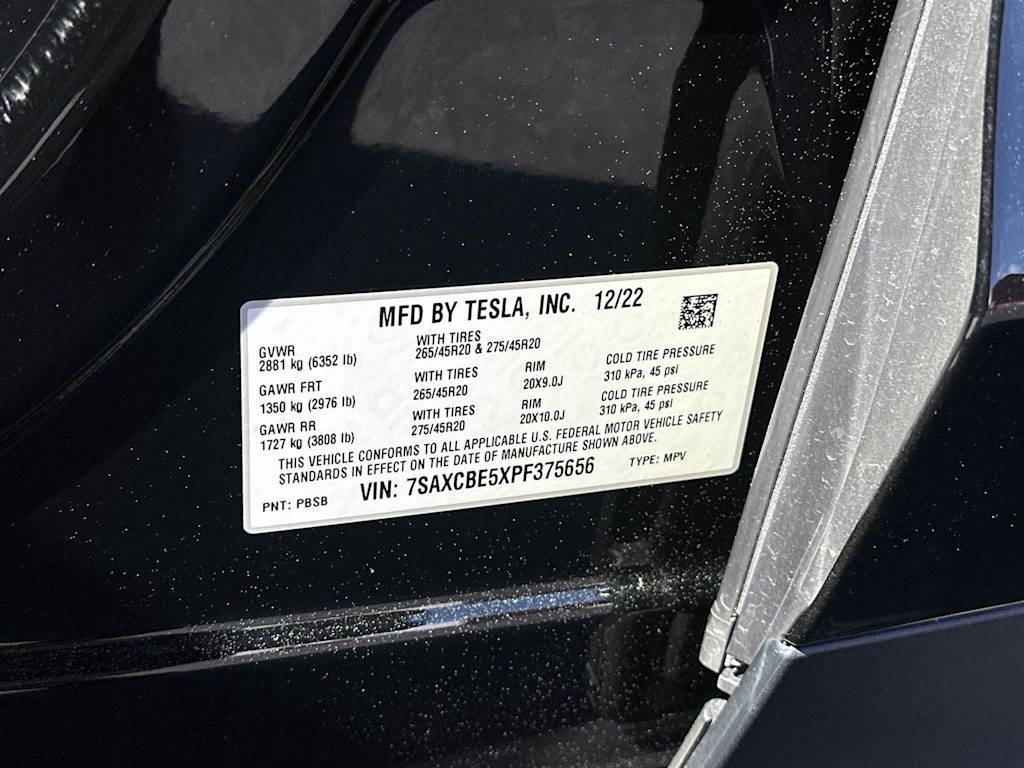 MFD BY TESLA, INC. 12/22
GVWR
2881 kg (6352 lb)
WITH TIRES
265/45R20 & 275/45R20
GAWR FRT
1350 kg (2976 lb)
WITH TIRES
265/45R20
RIM
20X9.0J
COLD TIRE PRESSURE
310 kPa, 45 psi
GAWR RR
1727 kg (3808 lb)
WITH TIRES
275/45R20
RIM
20X10.0J
COLD TIRE PRESSURE
310 kPa, 45 psi
THIS VEHICLE CONFORMS TO ALL APPLICABLE U.S. FEDERAL MOTOR VEHICLE SAFETY
STANDARDS IN EFFECT ON THE DATE OF MANUFACTURE SHOWN ABOVE.
PNT: PBSB VIN: 7SAXCBE5XPF375656 TYPE: MPV